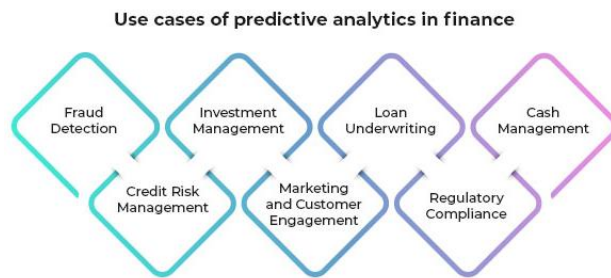 Use cases of predictive analytics in finance
Fraud
Detection
Investment
Management
Loan
Underwriting
Cash
Management
Credit Risk
Management
Marketing
and Customer
Engagement
Regulatory
Compliance